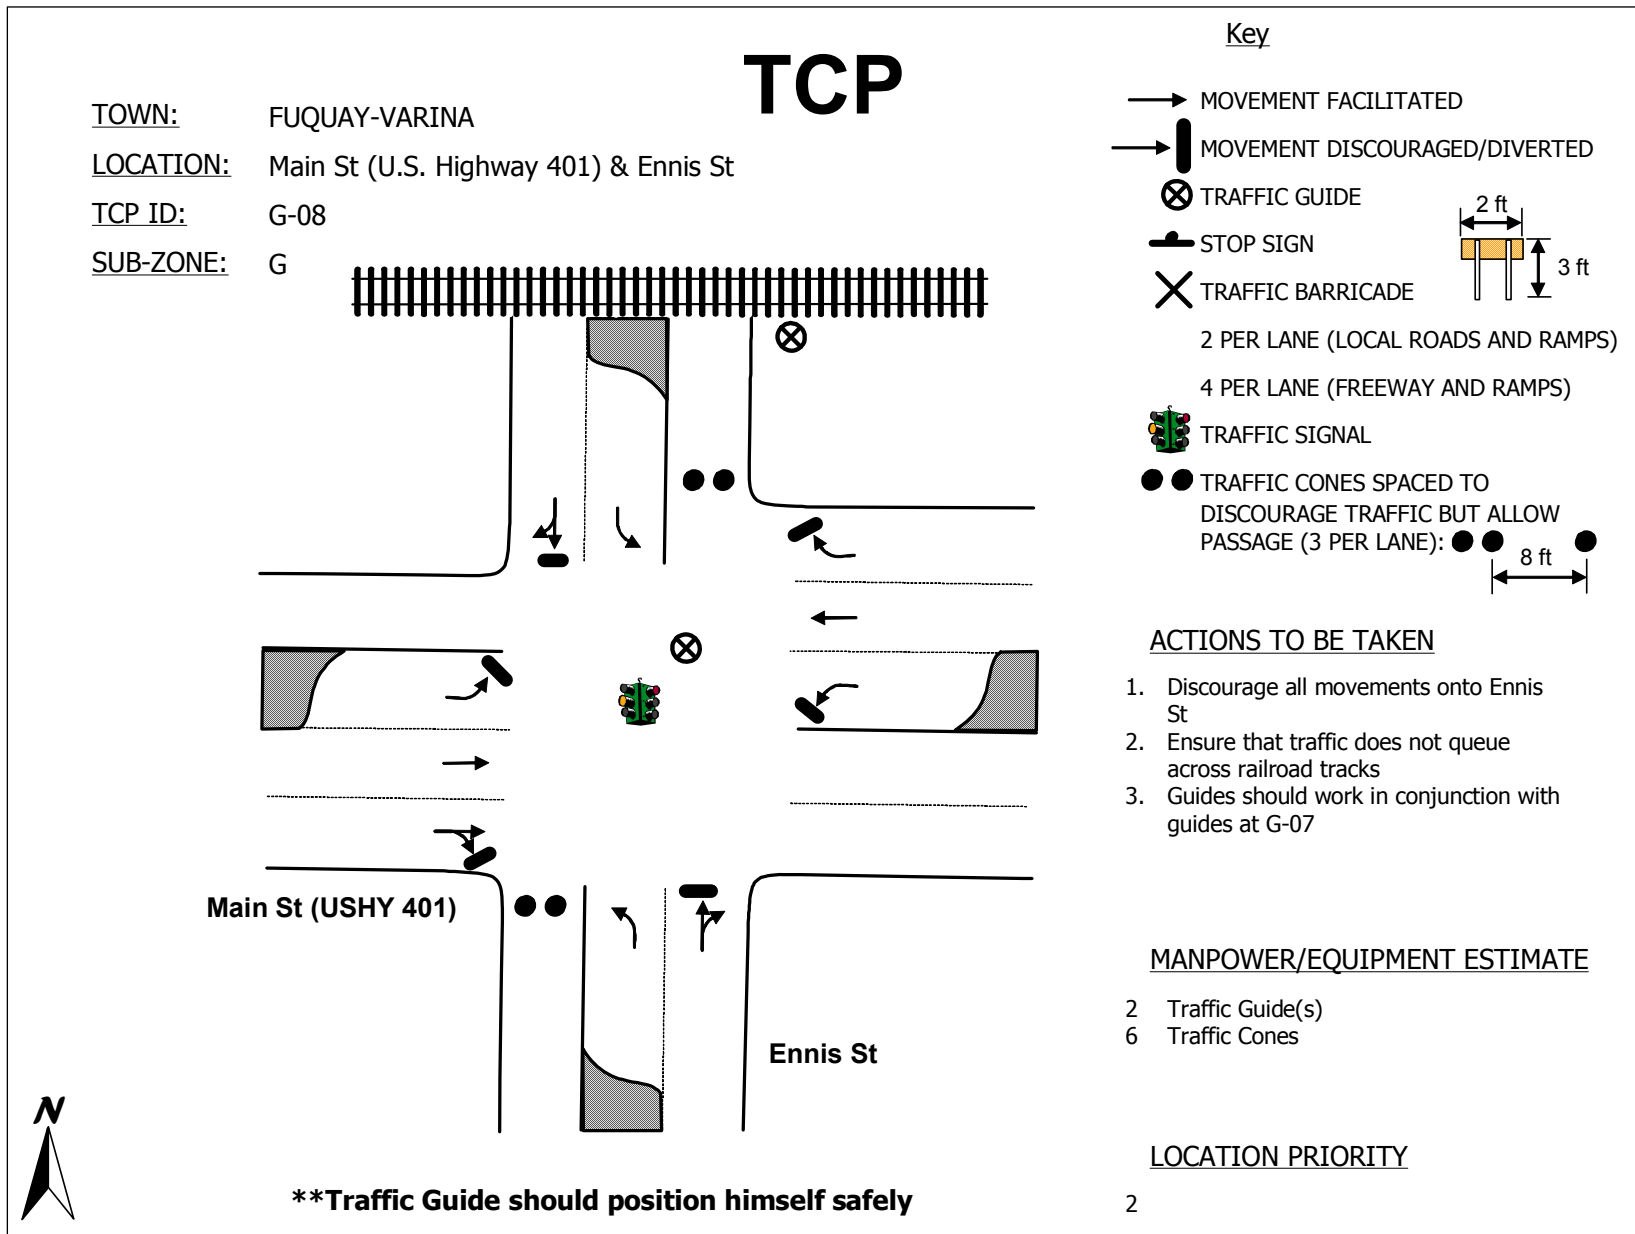 TCP
TOWN: FUQUAY-VARINA
LOCATION: Main St (U.S. Highway 401) & Ennis St
TCP ID: G-08
SUB-ZONE: G
Key
MOVEMENT FACILITATED
MOVEMENT DISCOURAGED/DIVERTED
TRAFFIC GUIDE
STOP SIGN
TRAFFIC BARRICADE
2 ft
3 ft
2 PER LANE (LOCAL ROADS AND RAMPS)
4 PER LANE (FREEWAY AND RAMPS)
TRAFFIC SIGNAL
TRAFFIC CONES SPACED TO
DISCOURAGE TRAFFIC BUT ALLOW
PASSAGE (3 PER LANE):
8 ft
ACTIONS TO BE TAKEN
1. Discourage all movements onto Ennis
St
2. Ensure that traffic does not queue
across railroad tracks
3. Guides should work in conjunction with
guides at G-07
MANPOWER/EQUIPMENT ESTIMATE
2 Traffic Guide(s)
6 Traffic Cones
LOCATION PRIORITY
2
Main St (USHY 401)
Ennis St
N
**Traffic Guide should position himself safely